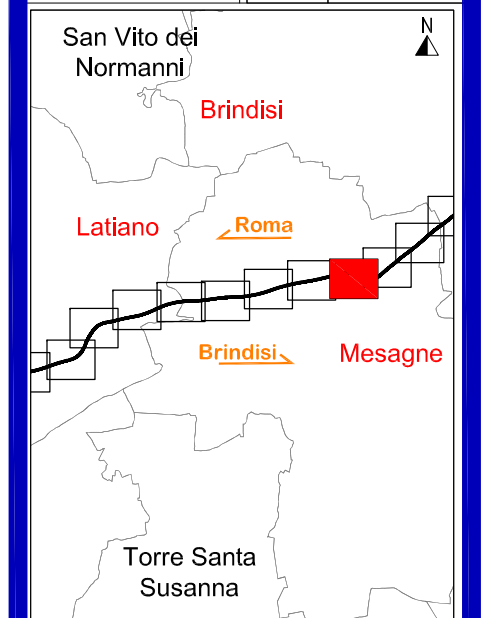 N
San Vito dei
Normanni
Brindisi
Latiano
Roma
Brindisi
Mesagne
Torre Santa
Susanna